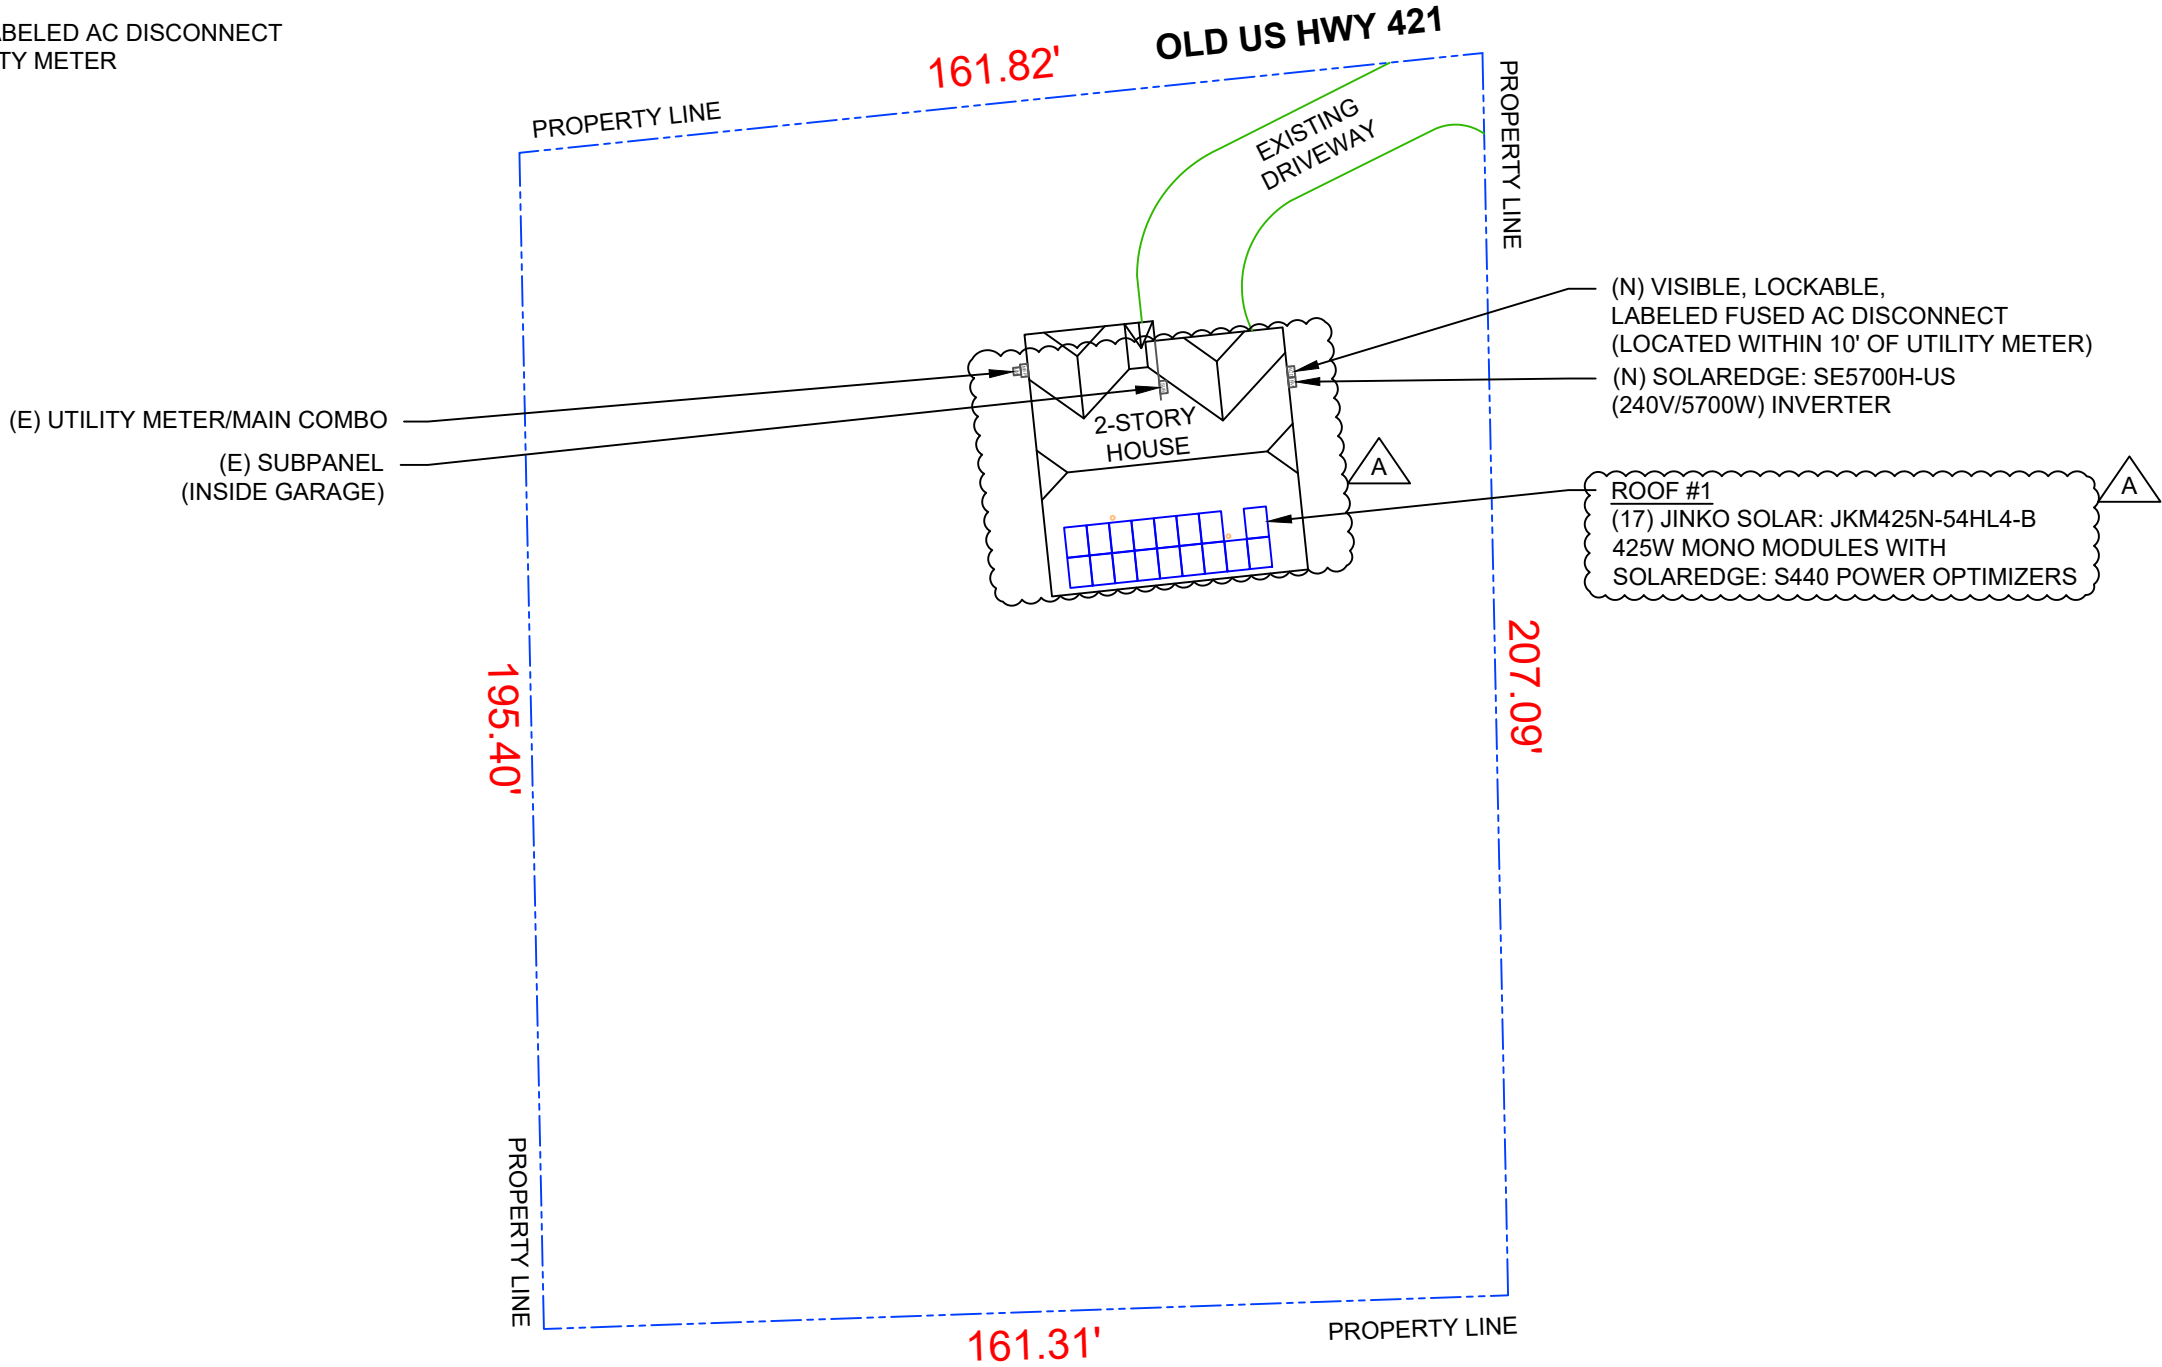 ABELED AC DISCONNECT
TY METER
OLD US HWY 421
161.82'
PROPERTY LINE
PROPERTY LINE
EXISTING
DRIVEWAY
(N) VISIBLE, LOCKABLE,
LABELED FUSED AC DISCONNECT
(LOCATED WITHIN 10' OF UTILITY METER)
(N) SOLAREDGE: SE5700H-US
(240V/5700W) INVERTER
(E) UTILITY METER/MAIN COMBO
(E) SUBPANEL
(INSIDE GARAGE)
2-STORY
HOUSE
A
A
ROOF #1
(17) JINKO SOLAR: JKM425N-54HL4-B
425W MONO MODULES WITH
SOLAREDGE: S440 POWER OPTIMIZERS
195.40'
207.09'
PROPERTY LINE
PROPERTY LINE
161.31'